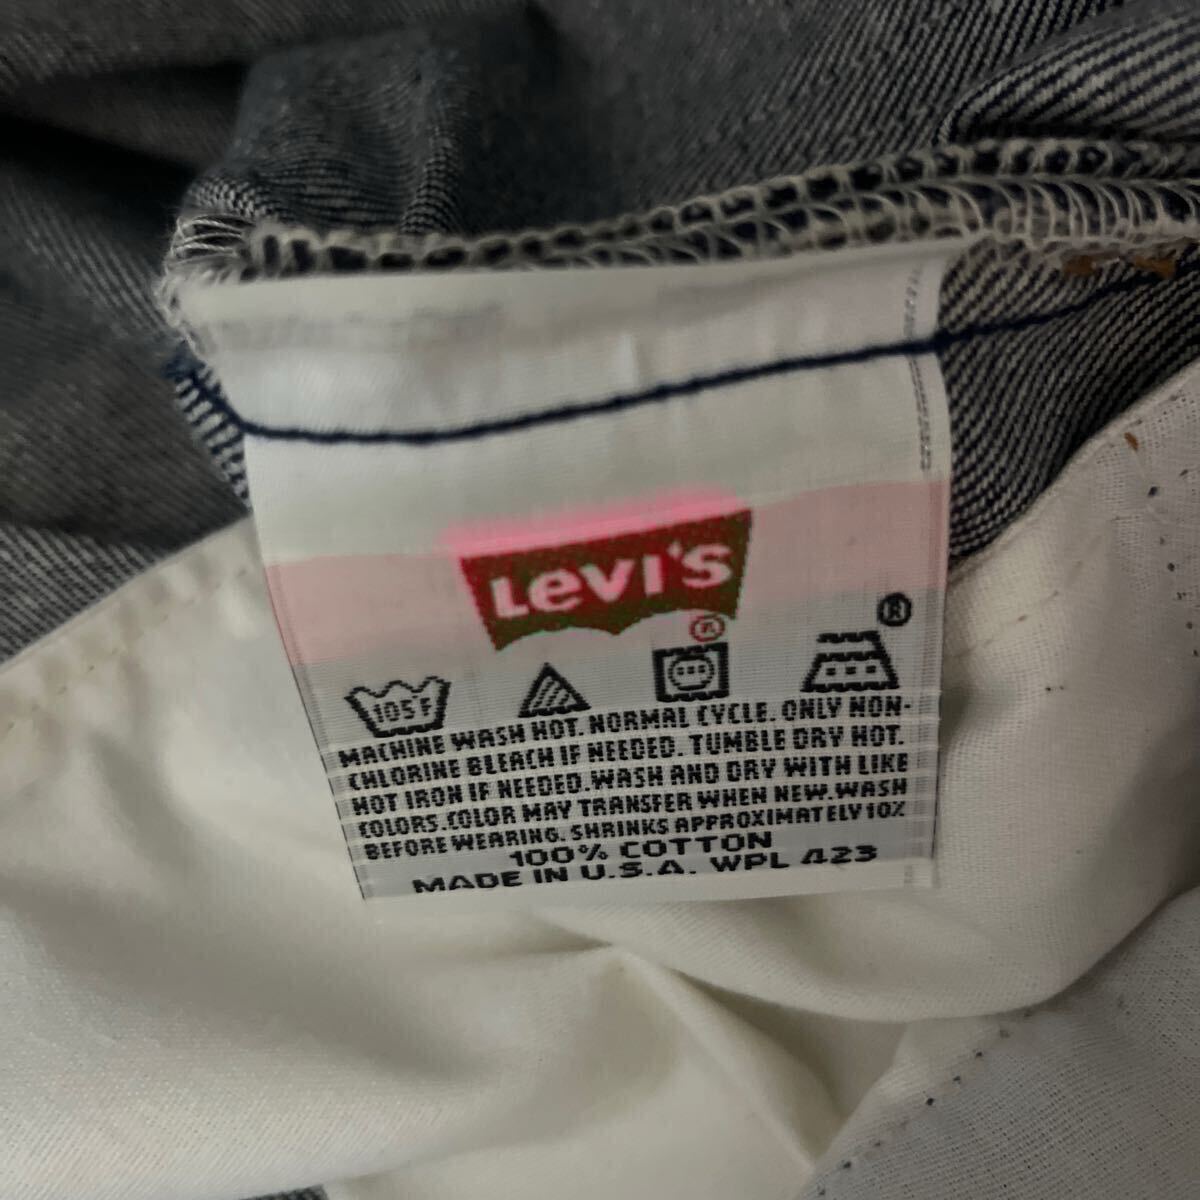 LEVI'S
®
®
105°F
MACHINE WASH HOT. NORMAL CYCLE. ONLY NON-
CHLORINE BLEACH IF NEEDED. TUMBLE DRY HOT.
HOT IRON IF NEEDED. WASH AND DRY WITH LIKE
COLORS. COLOR MAY TRANSFER WHEN NEW. WASH
BEFORE WEARING. SHRINKS APPROXIMATELY 10%
100% COTTON
MADE IN U.S.A. WPL 423